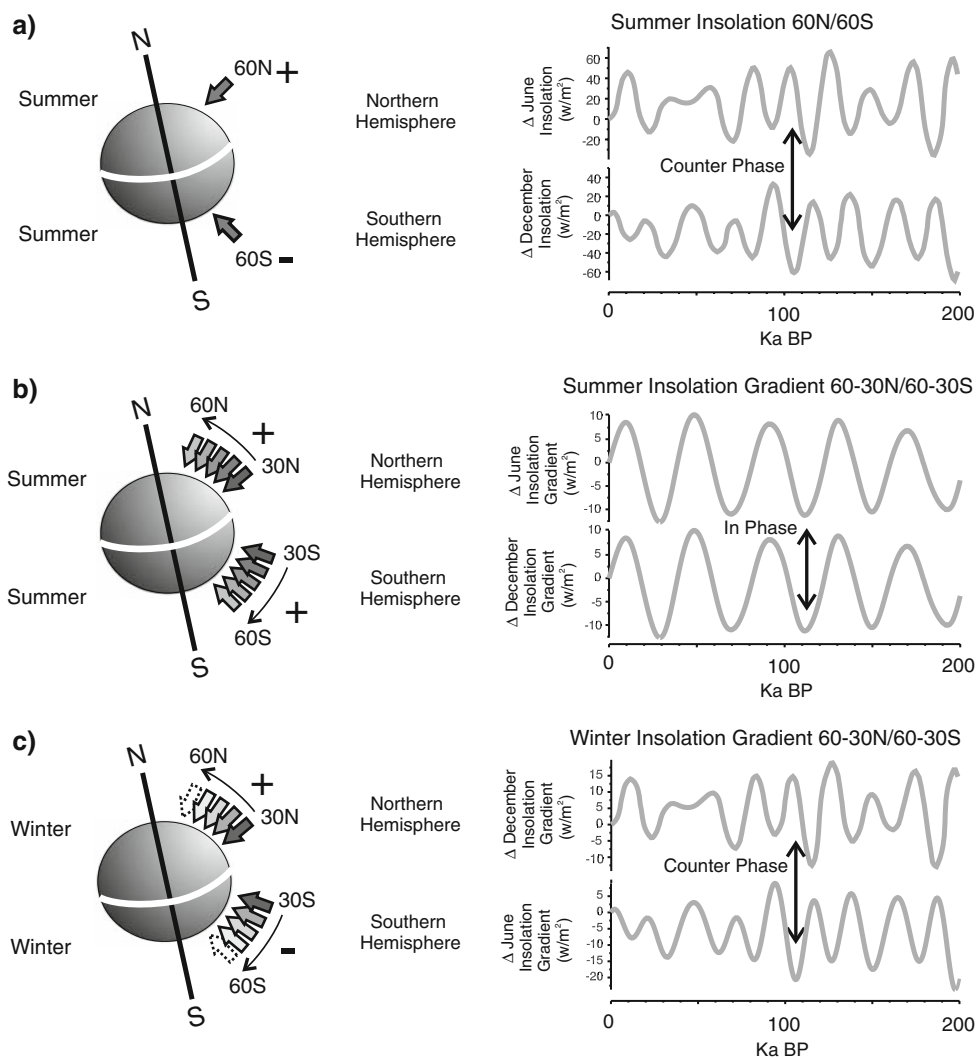 a)
N
60N +
Summer
Northern
Hemisphere
Summer
Southern
Hemisphere
60S -
S
Summer Insolation 60N/60S
Δ June
Insolation
(w/m²)
60
40
20
0
-20
Counter Phase
Δ December
Insolation
(w/m²)
40
20
0
-20
-40
-60
0
100
200
Ka BP
b)
N
60N
+
30N
Summer
Northern
Hemisphere
30S
Summer
Southern
Hemisphere
+
60S
S
Summer Insolation Gradient 60-30N/60-30S
Δ June
Insolation
Gradient
(w/m²)
10
5
0
-5
-10
In Phase
Δ December
Insolation
Gradient
(w/m²)
10
5
0
-5
-10
0
100
200
Ka BP
c)
N
60N
+
30N
Winter
Northern
Hemisphere
30S
Winter
Southern
Hemisphere
-
60S
S
Winter Insolation Gradient 60-30N/60-30S
Δ December
Insolation
Gradient
(w/m²)
15
10
5
0
-5
-10
Counter Phase
Δ June
Insolation
Gradient
(w/m²)
5
0
-5
-10
-15
-20
0
100
200
Ka BP